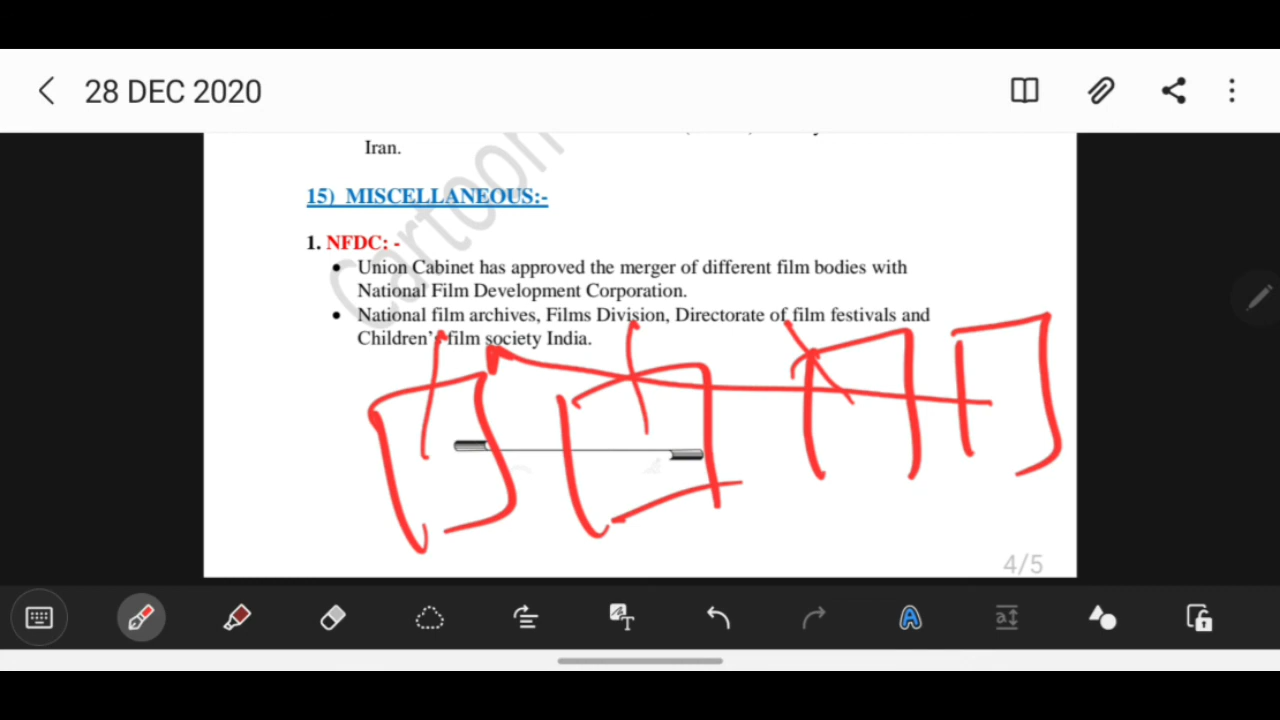 28 DEC 2020
Iran.
15) MISCELLANEOUS:-
1. NFDC: -
• Union Cabinet has approved the merger of different film bodies with
National Film Development Corporation.
• National film archives, Films Division, Directorate of film festivals and
Children's film society India.
Cartoon
4/5